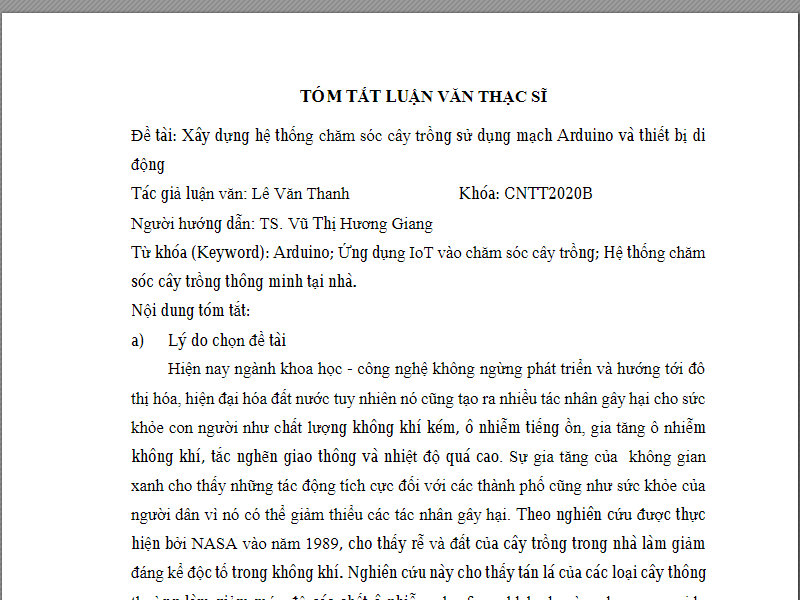 TÓM TẮT LUẬN VĂN THẠC SĨ
Đề tài: Xây dựng hệ thống chăm sóc cây trồng sử dụng mạch Arduino và thiết bị di
động
Tác giả luận văn: Lê Văn Thanh Khóa: CNTT2020B
Người hướng dẫn: TS. Vũ Thị Hương Giang
Từ khóa (Keyword): Arduino; Ứng dụng IoT vào chăm sóc cây trồng; Hệ thống chăm
sóc cây trồng thông minh tại nhà.
Nội dung tóm tắt:
a) Lý do chọn đề tài
Hiện nay ngành khoa học - công nghệ không ngừng phát triển và hướng tới đô
thị hóa, hiện đại hóa đất nước tuy nhiên nó cũng tạo ra nhiều tác nhân gây hại cho sức
khỏe con người như chất lượng không khí kém, ô nhiễm tiếng ồn, gia tăng ô nhiễm
không khí, tắc nghẽn giao thông và nhiệt độ quá cao. Sự gia tăng của không gian
xanh cho thấy những tác động tích cực đối với các thành phố cũng như sức khỏe của
người dân vì nó có thể giảm thiểu các tác nhân gây hại. Theo nghiên cứu được thực
hiện bởi NASA vào năm 1989, cho thấy rễ và đất của cây trồng trong nhà làm giảm
đáng kể độc tố trong không khí. Nghiên cứu này cho thấy tán lá của các loại cây thông